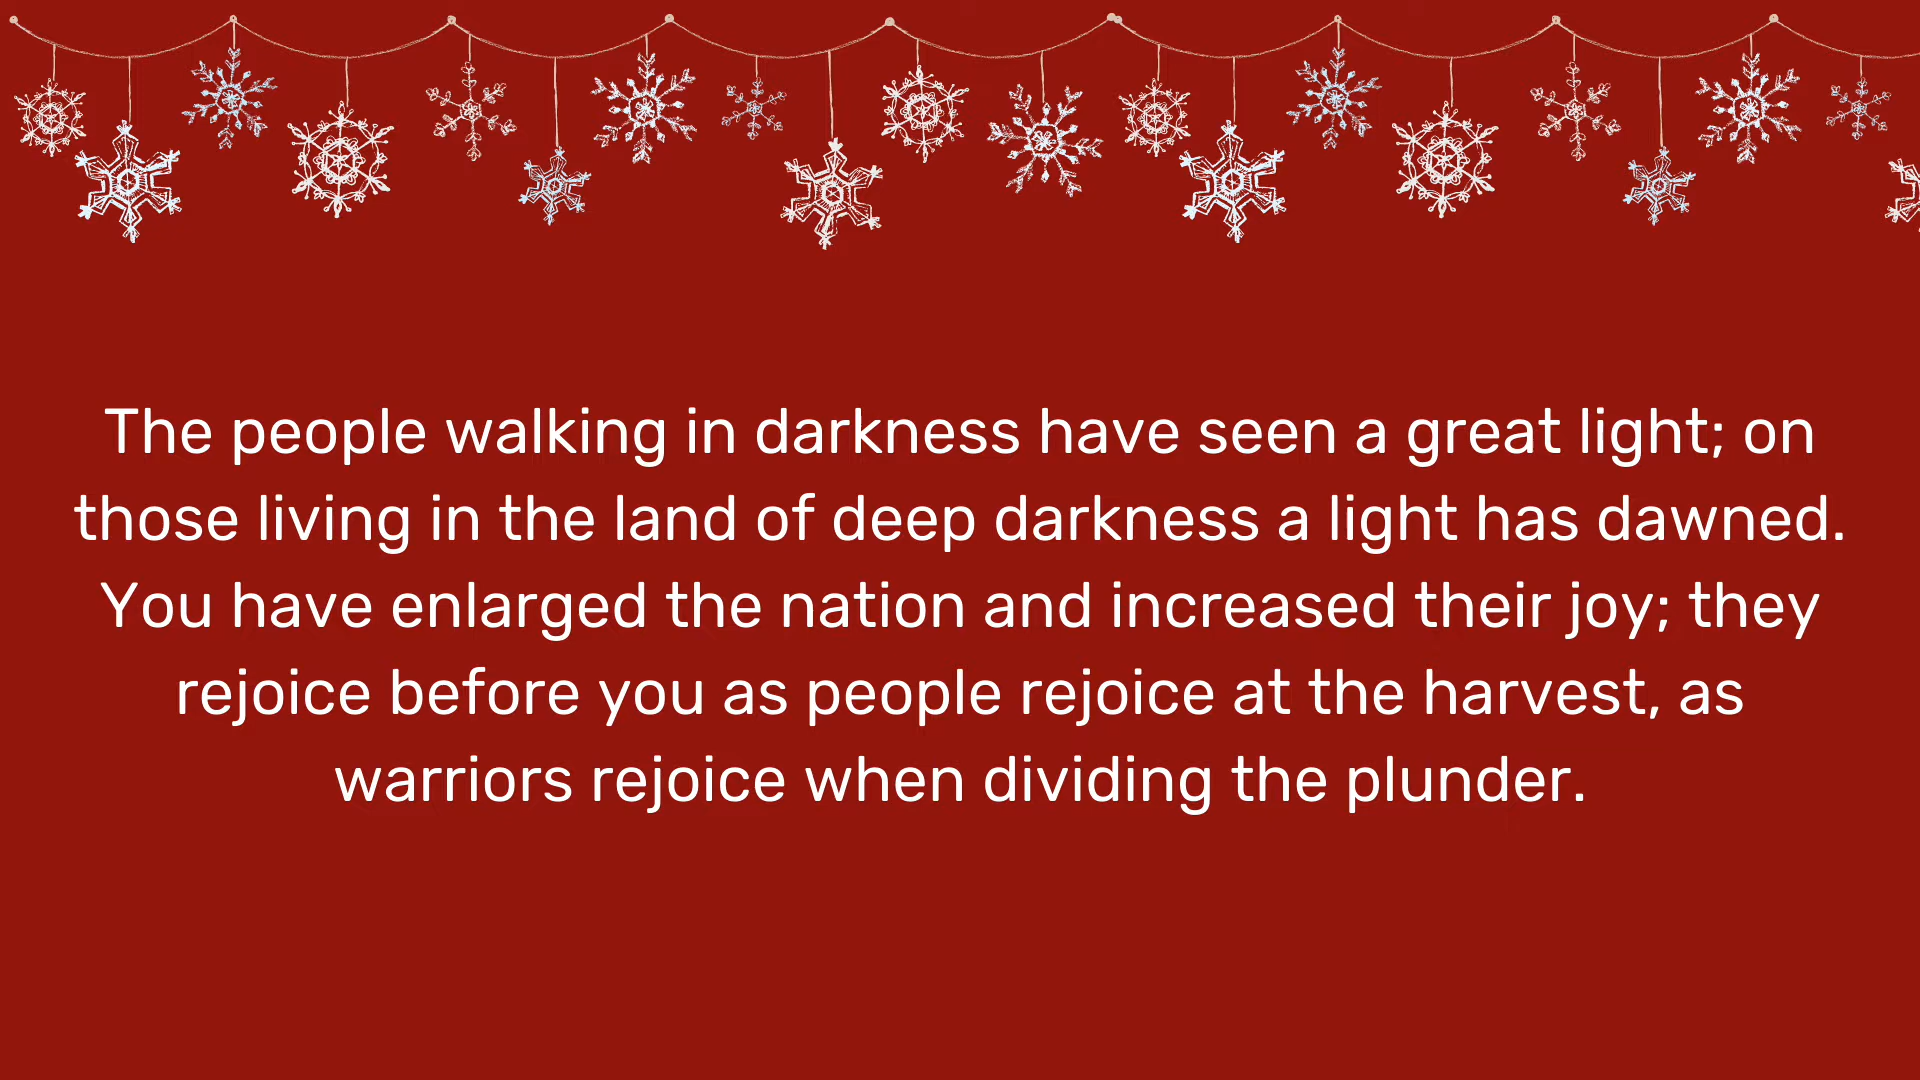 The people walking in darkness have seen a great light; on
those living in the land of deep darkness a light has dawned.
You have enlarged the nation and increased their joy; they
rejoice before you as people rejoice at the harvest, as
warriors rejoice when dividing the plunder.